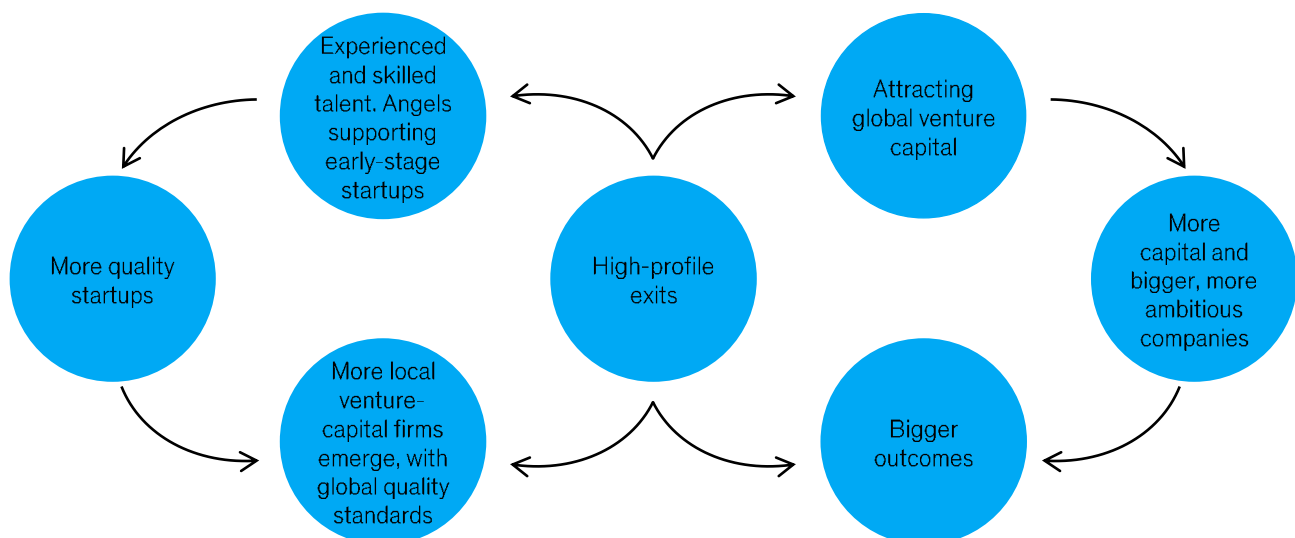 Experienced
and skilled
talent. Angels
supporting
early-stage
startups
Attracting
global venture
capital
More quality
startups
High-profile
exits
More
capital and
bigger, more
ambitious
companies
More local
venture-
capital firms
emerge, with
global quality
standards
Bigger
outcomes